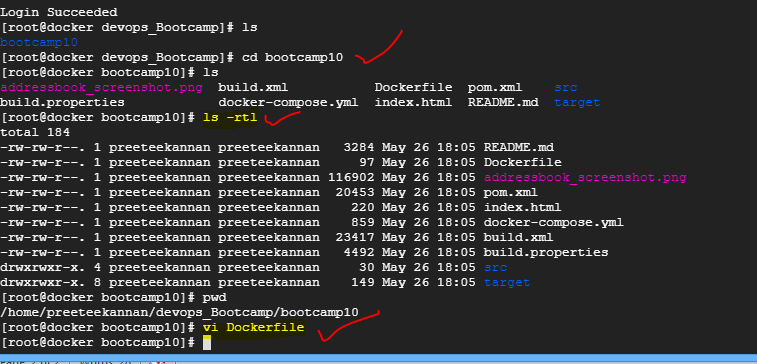 Login Succeeded
[root@docker devops_Bootcamp]# ls
bootcamp10
[root@docker devops_Bootcamp]# cd bootcamp10
[root@docker bootcamp10]# ls
addressbook_screenshot.png  build.xml           Dockerfile  pom.xml    src
build.properties            docker-compose.yml  index.html  README.md  target
[root@docker bootcamp10]# ls -rtl
total 184
-rw-rw-r--. 1 preeteekannan preeteekannan   3284 May 26 18:05 README.md
-rw-rw-r--. 1 preeteekannan preeteekannan     97 May 26 18:05 Dockerfile
-rw-rw-r--. 1 preeteekannan preeteekannan 116902 May 26 18:05 addressbook_screenshot.png
-rw-rw-r--. 1 preeteekannan preeteekannan  20453 May 26 18:05 pom.xml
-rw-rw-r--. 1 preeteekannan preeteekannan    220 May 26 18:05 index.html
-rw-rw-r--. 1 preeteekannan preeteekannan    859 May 26 18:05 docker-compose.yml
-rw-rw-r--. 1 preeteekannan preeteekannan  23417 May 26 18:05 build.xml
-rw-rw-r--. 1 preeteekannan preeteekannan   4492 May 26 18:05 build.properties
drwxrwxr-x. 4 preeteekannan preeteekannan     30 May 26 18:05 src
drwxrwxr-x. 8 preeteekannan preeteekannan    149 May 26 18:05 target
[root@docker bootcamp10]# pwd
/home/preeteekannan/devops_Bootcamp/bootcamp10
[root@docker bootcamp10]# vi Dockerfile
[root@docker bootcamp10]#